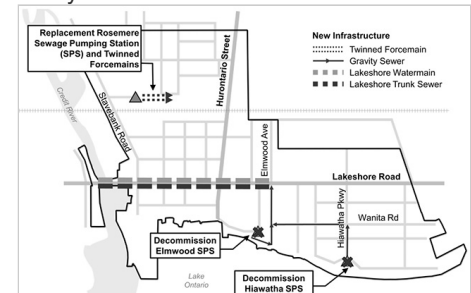 Replacement Rosemere
Sewage Pumping Station
(SPS) and Twinned
Forcemains
New Infrastructure
Twinned Forcemain
Gravity Sewer
Lakeshore Watermain
Lakeshore Trunk Sewer
Hurontario Street
Credit River
Stavebank Road
Elmwood Ave
Lakeshore Road
Hiawatha Pkwy
Wanita Rd
Decommission
Elmwood SPS
Lake
Ontario
Decommission
Hiawatha SPS